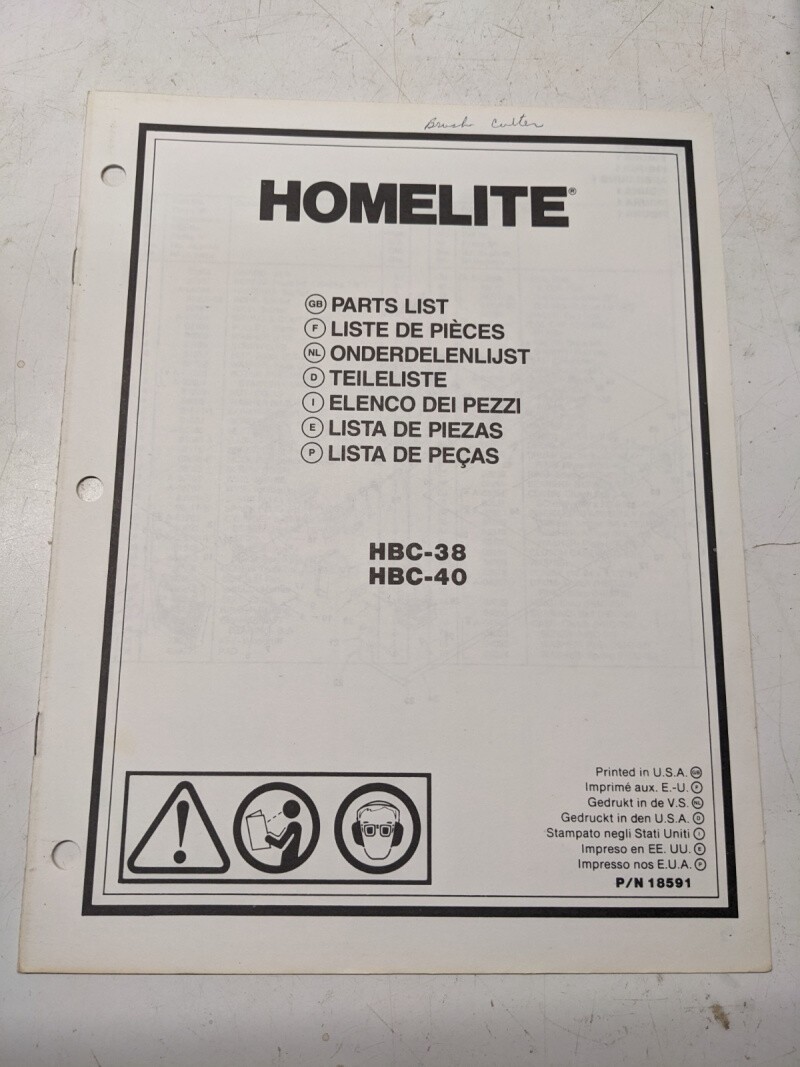 Brush Cutter
HOMELITE®
GB PARTS LIST
F LISTE DE PIÈCES
NL ONDERDELENLIJST
D TEILELISTE
I ELENCO DEI PEZZI
E LISTA DE PIEZAS
P LISTA DE PEÇAS
HBC-38
HBC-40
Printed in U.S.A. GB
Imprimé aux. E.-U. F
Gedrukt in de V.S. NL
Gedruckt in den U.S.A. D
Stampato negli Stati Uniti I
Impreso en EE. UU. E
Impresso nos E.U.A. P
P/N 18591